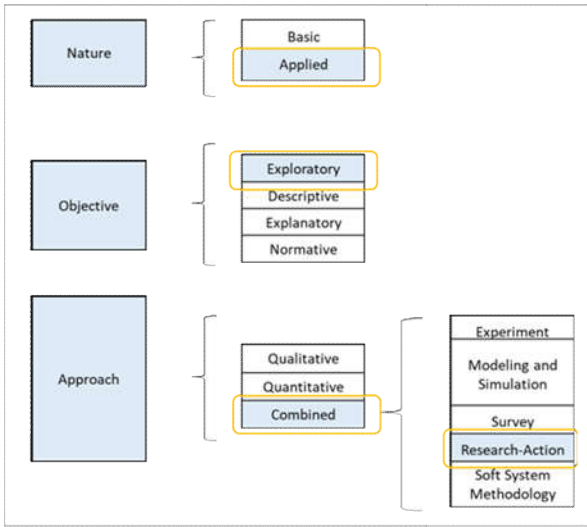 Nature
Basic
Applied
Objective
Exploratory
Descriptive
Explanatory
Normative
Approach
Qualitative
Quantitative
Combined
Experiment
Modeling and
Simulation
Survey
Research-Action
Soft System
Methodology